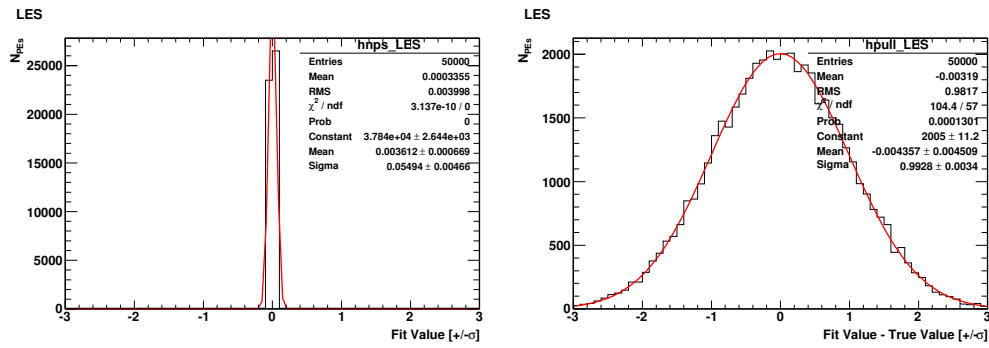 LES
N_PEs
hnps_LES
Entries 50000
Mean 0.0003355
RMS 0.003998
χ² / ndf 3.137e-10 / 0
Prob 0
Constant 3.784e+04 ± 2.644e+03
Mean 0.003612 ± 0.000669
Sigma 0.05494 ± 0.00466
25000
20000
15000
10000
5000
0
-3 -2 -1 0 1 2 3
Fit Value [+/-σ]
LES
N_PEs
hpull_LES
Entries 50000
Mean -0.00319
RMS 0.9817
χ² / ndf 104.4 / 57
Prob 0.0001301
Constant 2005 ± 11.2
Mean -0.004357 ± 0.004509
Sigma 0.9928 ± 0.0034
2000
1500
1000
500
0
-3 -2 -1 0 1 2 3
Fit Value - True Value [+/-σ]